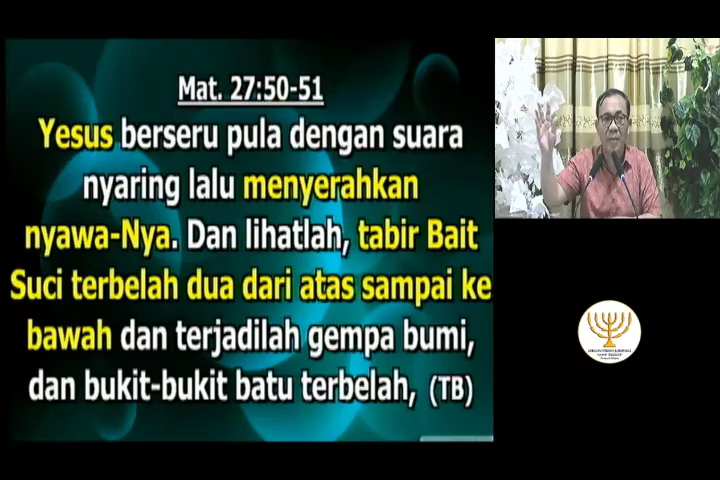 Mat. 27:50-51
Yesus berseru pula dengan suara
nyaring lalu menyerahkan
nyawa-Nya. Dan lihatlah, tabir Bait
Suci terbelah dua dari atas sampai ke
bawah dan terjadilah gempa bumi,
dan bukit-bukit batu terbelah, (TB)